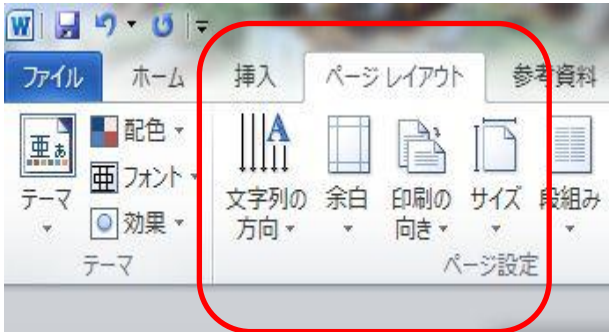 W
ファイル ホーム 挿入 ページ レイアウト 参考資料
亜ぁ
配色
A
亜
フォント
効果
テーマ
文字列の
方向
余白
印刷の
向き
サイズ
段組み
テーマ
ページ設定